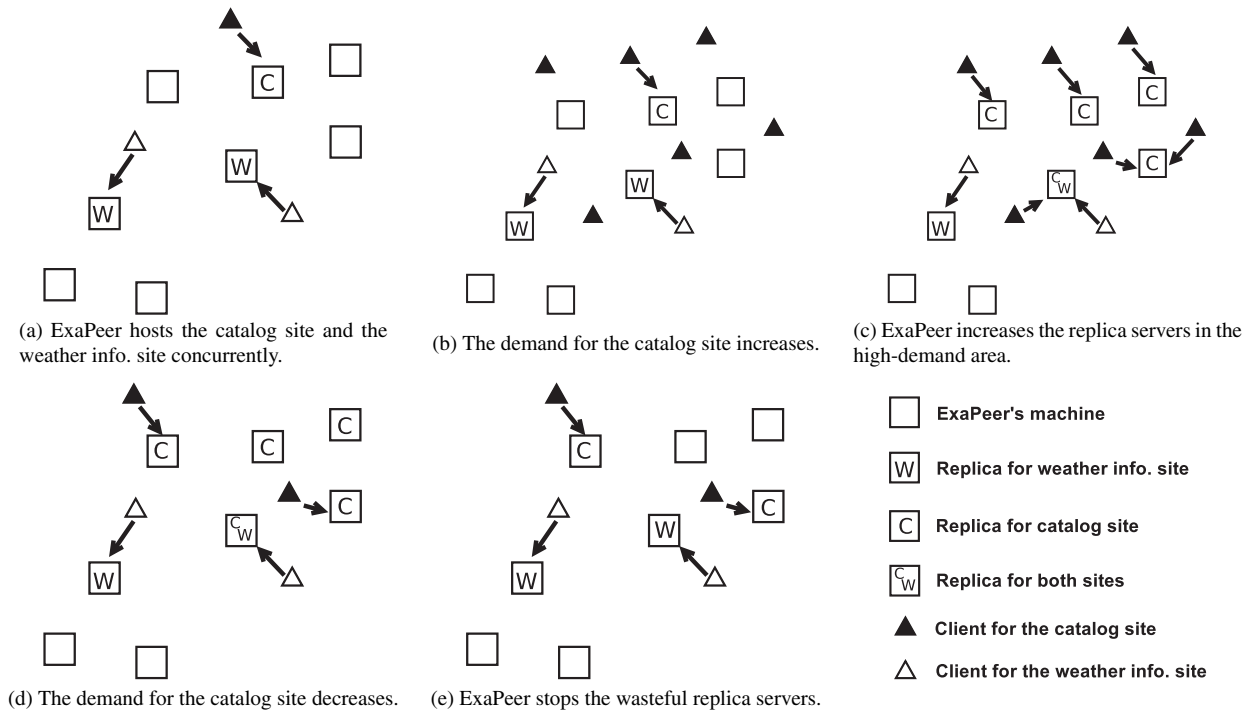 C
W
W
(a) ExaPeer hosts the catalog site and the
weather info. site concurrently.
C
W
W
(b) The demand for the catalog site increases.
C
C
C
C
C W
W
(c) ExaPeer increases the replica servers in the
high-demand area.
C
C
C
C
C W
W
(d) The demand for the catalog site decreases.
C
C
W
W
(e) ExaPeer stops the wasteful replica servers.
ExaPeer's machine
W Replica for weather info. site
C Replica for catalog site
C W Replica for both sites
Client for the catalog site
Client for the weather info. site